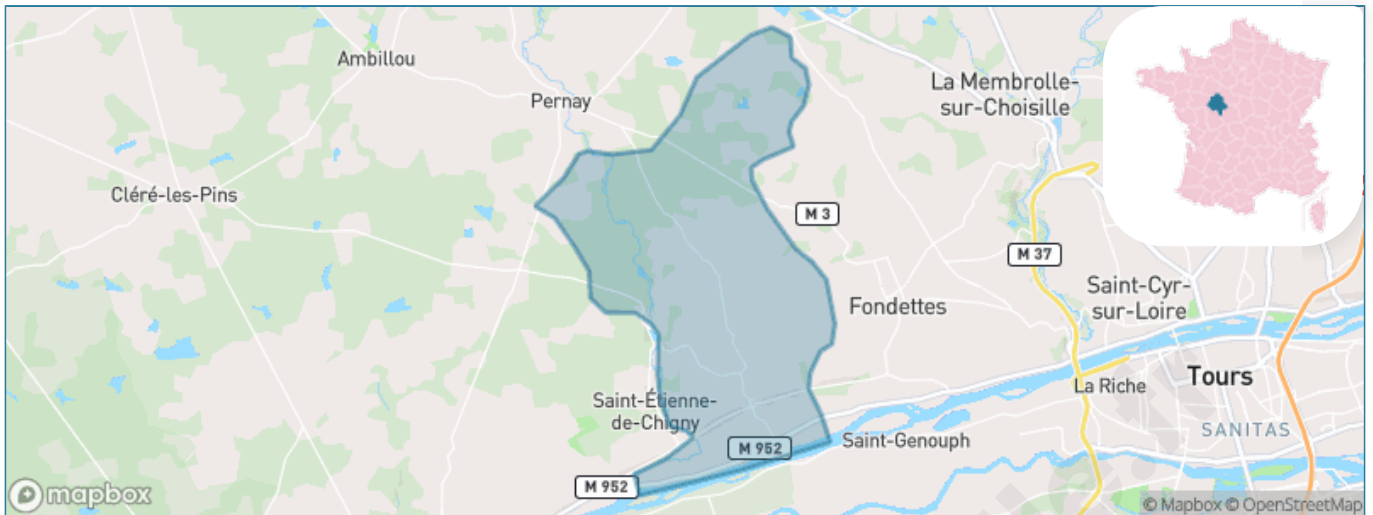 Ambillou
Pernay
La Membrolle-
sur-Choisille
Cléré-les-Pins
M 3
M 37
Saint-Cyr-
sur-Loire
Fondettes
Tours
La Riche
Saint-Étienne-
de-Chigny
SANITAS
Saint-Genouph
M 952
M 952
mapbox
© Mapbox © OpenStreetMap